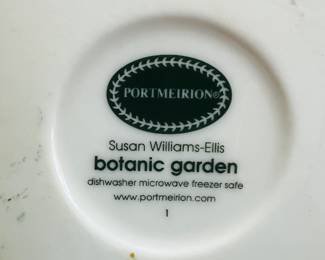 PORTMEIRION®
Susan Williams-Ellis
botanic garden
dishwasher microwave freezer safe
www.portmeirion.com
1